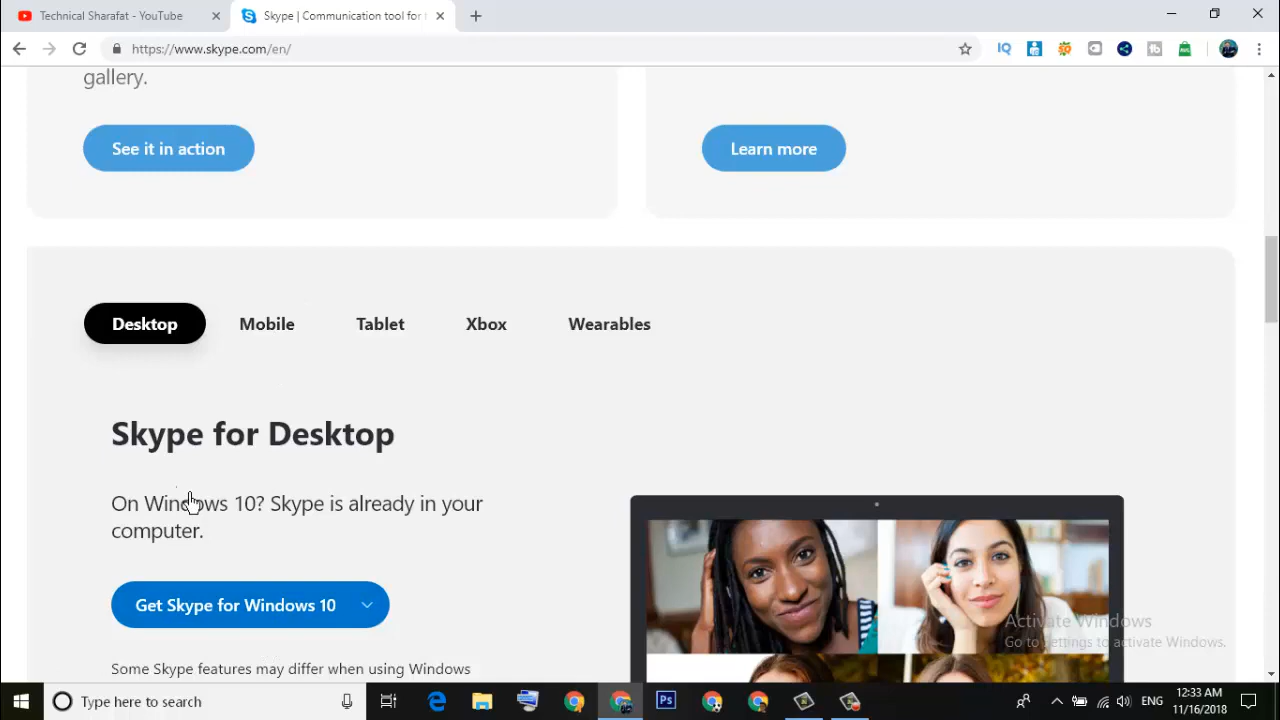 Technical Sharafat - YouTube
Skype | Communication tool for
https://www.skype.com/en/
gallery.
See it in action
Learn more
Desktop
Mobile
Tablet
Xbox
Wearables
Skype for Desktop
On Windows 10? Skype is already in your
computer.
Get Skype for Windows 10
Some Skype features may differ when using Windows
Activate Windows
Go to Settings to activate Windows.
Type here to search
ENG
12:33 AM
11/16/2018